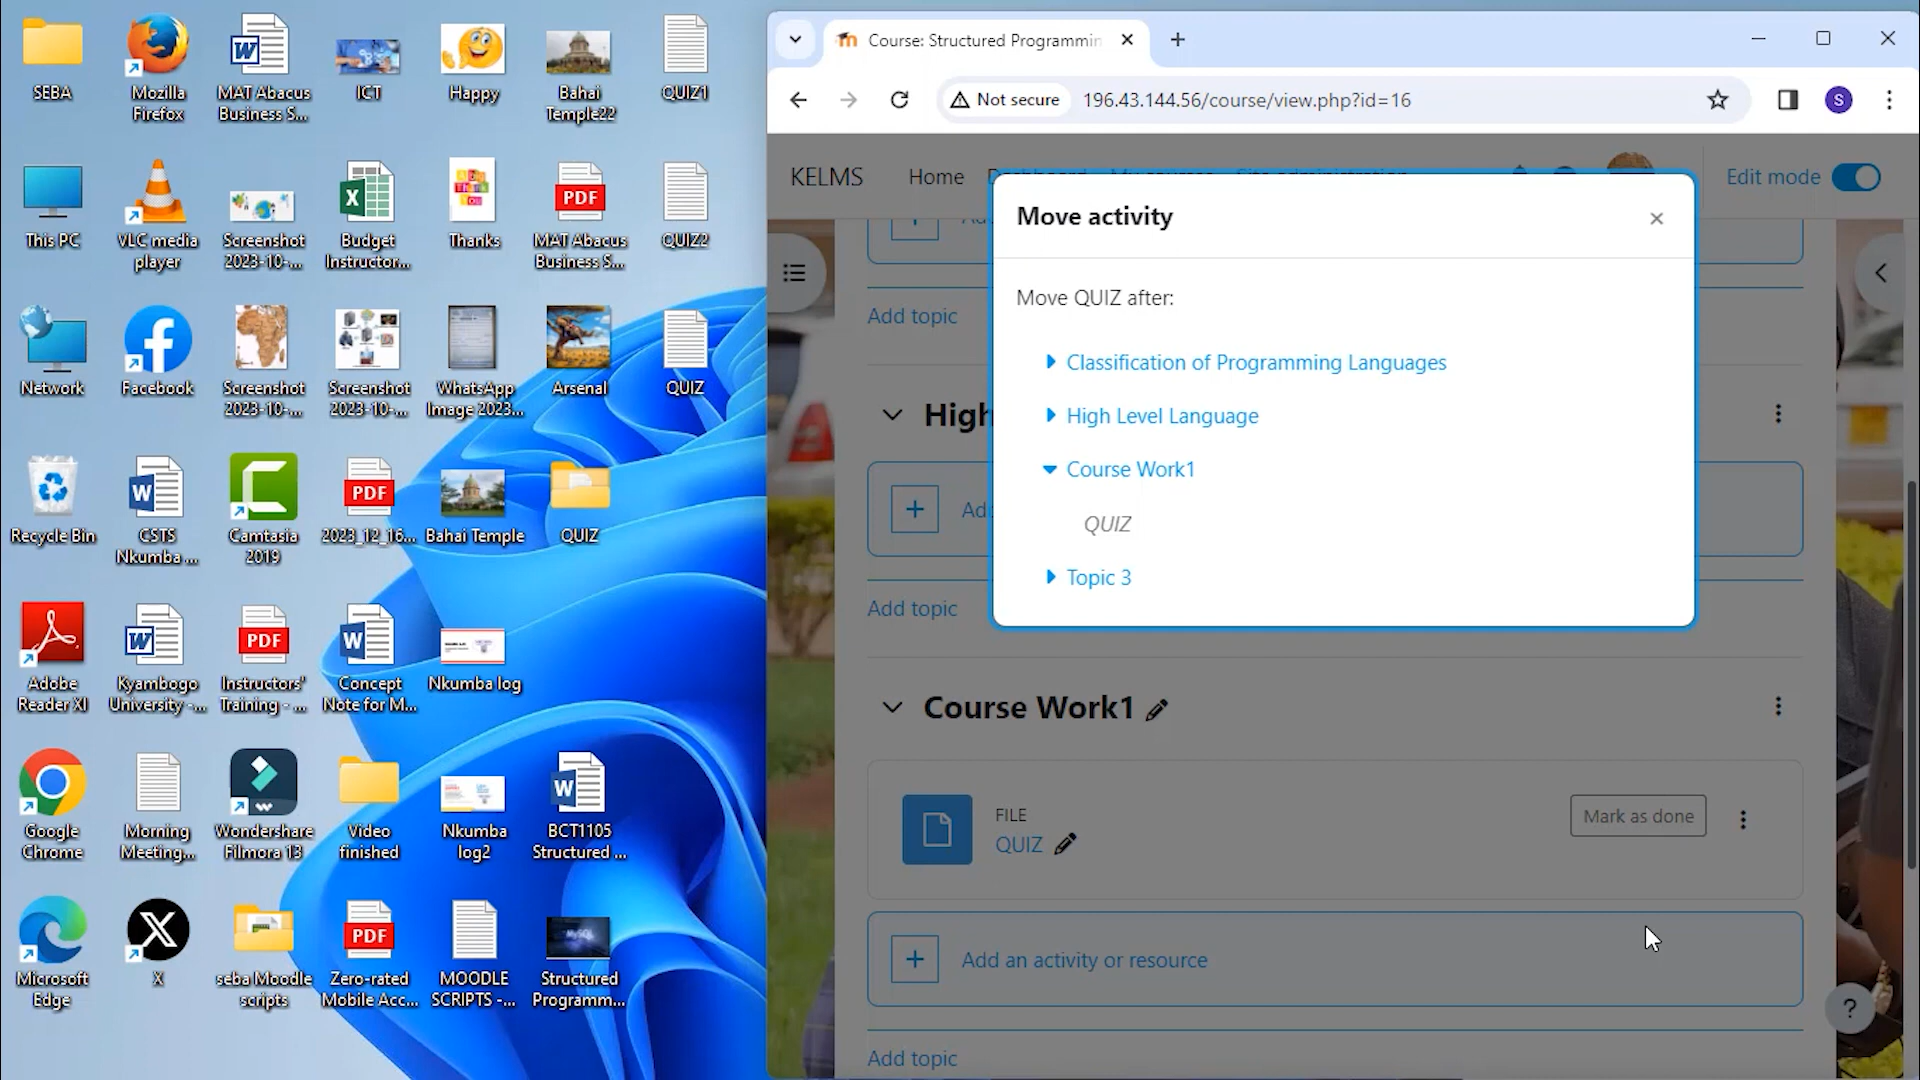 SEBA
Mozilla
Firefox
MAT Abacus
Business S...
ICT
Happy
Bahai
Temple22
QUIZ1
This PC
VLC media
player
Screenshot
2023-10-...
Budget
Instructor...
Thanks
MAT Abacus
Business S...
QUIZ2
Network
Facebook
Screenshot
2023-10-...
Screenshot
2023-10-...
WhatsApp
Image 2023...
Arsenal
QUIZ
Recycle Bin
CSTS
Nkumba ...
Camtasia
2019
2023_12_16...
Bahai Temple
QUIZ
Adobe
Reader XI
Kyambogo
University -...
Instructors'
Training - ...
Concept
Note for M...
Nkumba log
Google
Chrome
Morning
Meeting...
Wondershare
Filmora 13
Video
finished
Nkumba
log2
BCT1105
Structured ...
Microsoft
Edge
X
seba Moodle
scripts
Zero-rated
Mobile Acc...
MOODLE
SCRIPTS -...
Structured
Programm...
PDF
PDF
PDF
PDF
MySQL
Course: Structured Programmin
Not secure
196.43.144.56/course/view.php?id=16
S
KELMS
Home
Edit mode
Move activity
Move QUIZ after:
Classification of Programming Languages
High Level Language
Course Work1
QUIZ
Topic 3
Add topic
High
Add topic
Course Work1
FILE
QUIZ
Mark as done
Add an activity or resource
Add topic
?